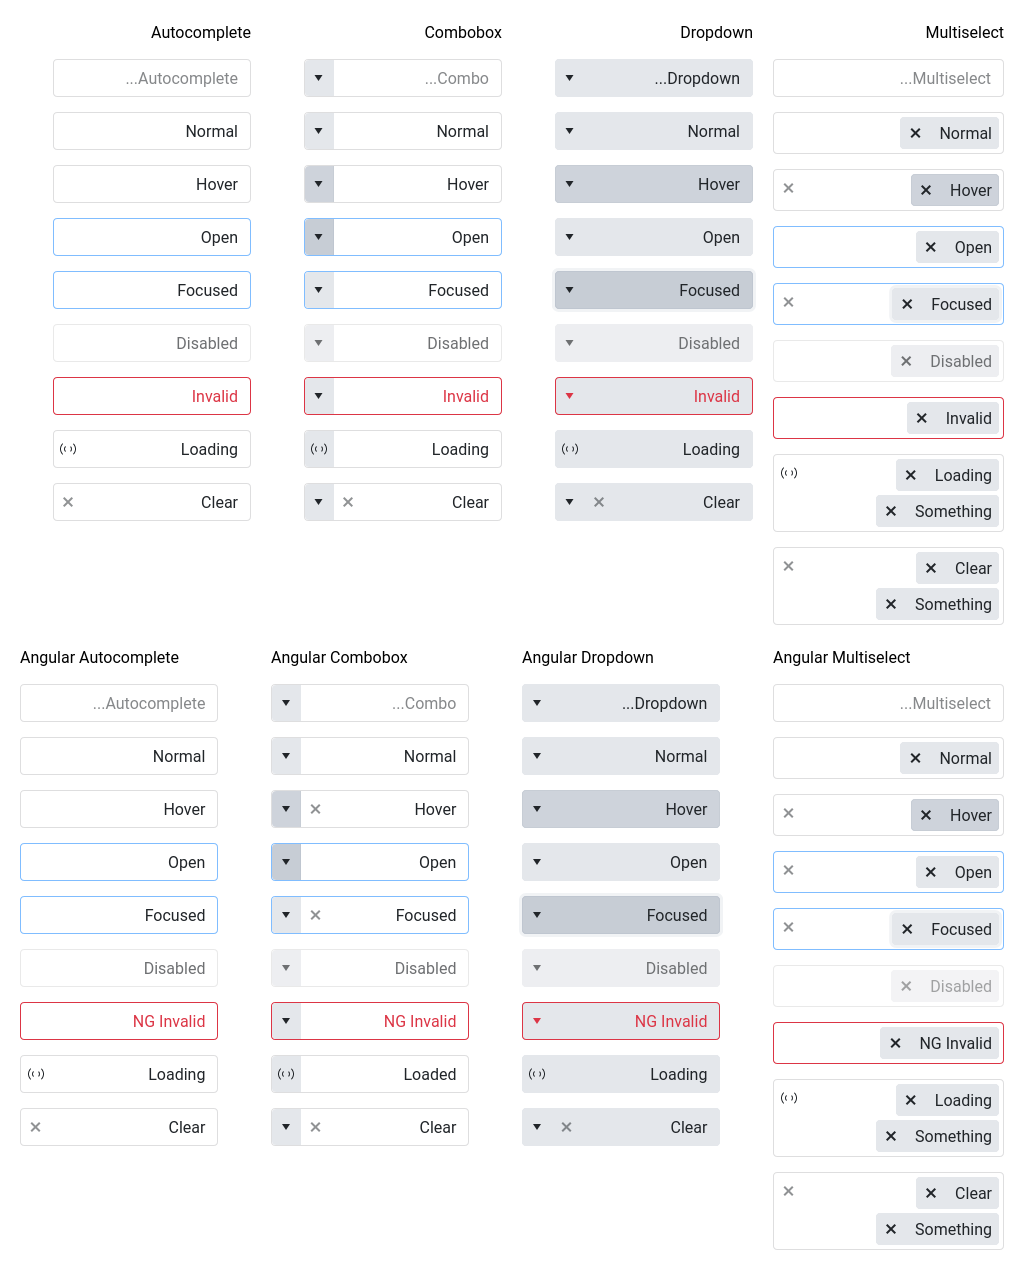 Autocomplete
Combobox
Dropdown
Multiselect
...Autocomplete
...Combo
...Dropdown
...Multiselect
Normal
Normal
Normal
Normal
Hover
Hover
Hover
Hover
Open
Open
Open
Open
Focused
Focused
Focused
Focused
Disabled
Disabled
Disabled
Disabled
Invalid
Invalid
Invalid
Invalid
Loading
Loading
Loading
Loading
Something
Clear
Clear
Clear
Clear
Something
Angular Autocomplete
Angular Combobox
Angular Dropdown
Angular Multiselect
...Autocomplete
...Combo
...Dropdown
...Multiselect
Normal
Normal
Normal
Normal
Hover
Hover
Hover
Hover
Open
Open
Open
Open
Focused
Focused
Focused
Focused
Disabled
Disabled
Disabled
Disabled
NG Invalid
NG Invalid
NG Invalid
NG Invalid
Loading
Loaded
Loading
Loading
Something
Clear
Clear
Clear
Clear
Something